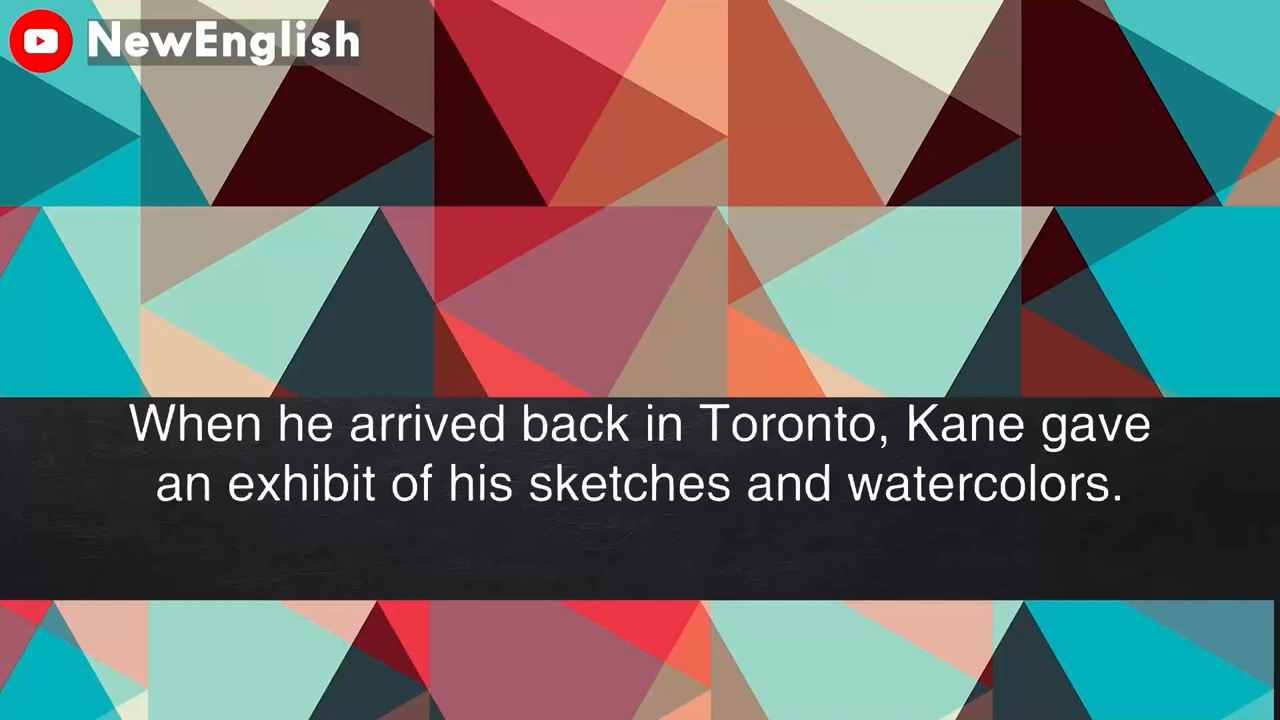 NewEnglish
When he arrived back in Toronto, Kane gave
an exhibit of his sketches and watercolors.